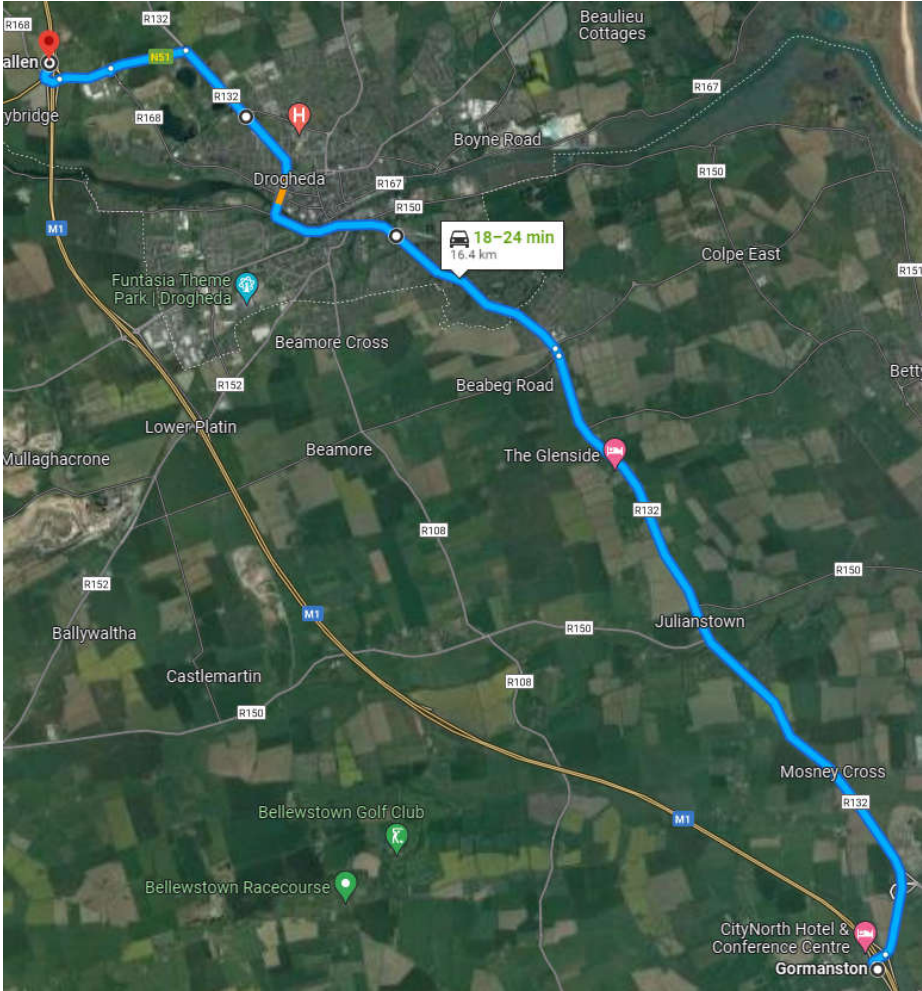 R132
Beaulieu
Cottages
R168
allen
N51
R132
R167
rybridge
R168
H
Boyne Road
Drogheda
R167
R150
R150
M1
18–24 min
16.4 km
Colpe East
R151
Funtasia Theme
Park | Drogheda
Beamore Cross
R152
Beabeg Road
Betty
Lower Platin
Beamore
The Glenside
Mullaghacrone
R132
R108
R150
R152
M1
Julianstown
R150
Ballywaltha
Castlemartin
R108
R150
Mosney Cross
R132
Bellewstown Golf Club
M1
Bellewstown Racecourse
CityNorth Hotel &
Conference Centre
Gormanston